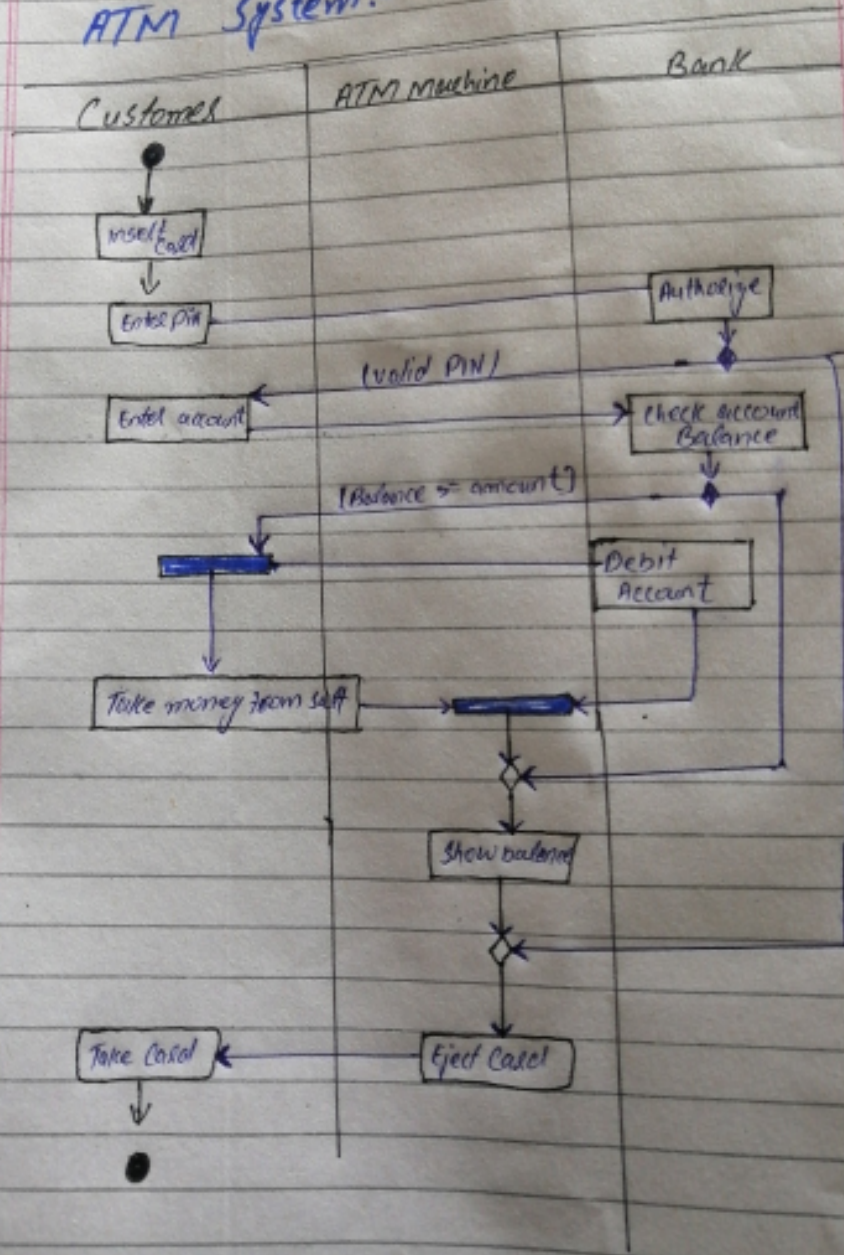 ATM System:
Customer
ATM Machine
Bank
Insert
Card
Enter Pin
Authorize
(valid PIN)
Enter account
Check account
Balance
(Balance >= amount)
Debit
Account
Take money from
Show balance
Eject Card
Take Card